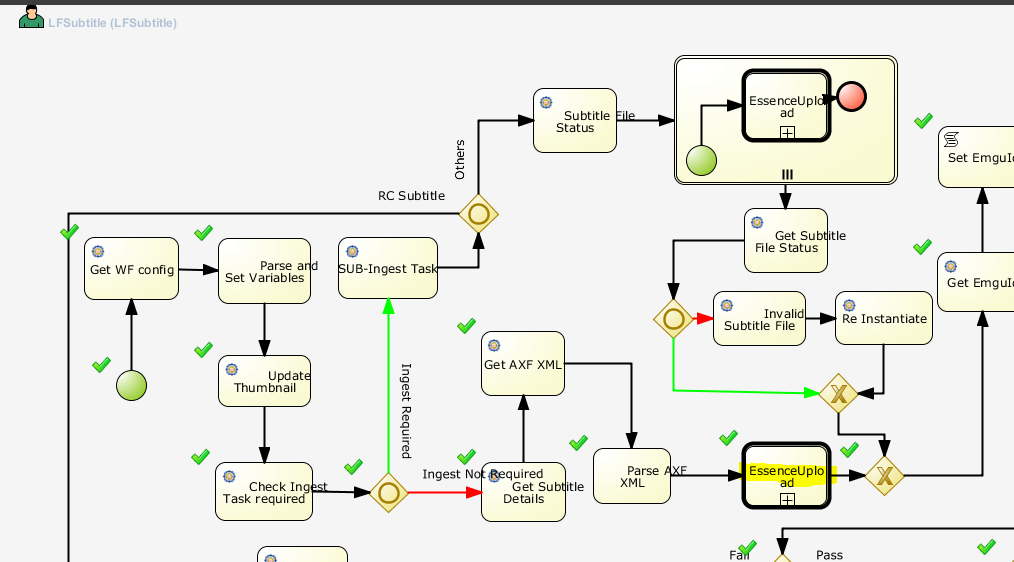 LFSubtitle (LFSubtitle)
EssenceUplo
ad
Subtitle File
Status
Others
RC Subtitle
Set EmguId
Get WF config
Parse and
Set Variables
SUB-Ingest Task
Get Subtitle
File Status
Get EmguId
Invalid
Subtitle File
Re Instantiate
Update
Thumbnail
Get AXF XML
Ingest Required
Check Ingest
Task required
Ingest Not Required
Get Subtitle
Details
Parse AXF
XML
EssenceUplo
ad
Fail
Pass